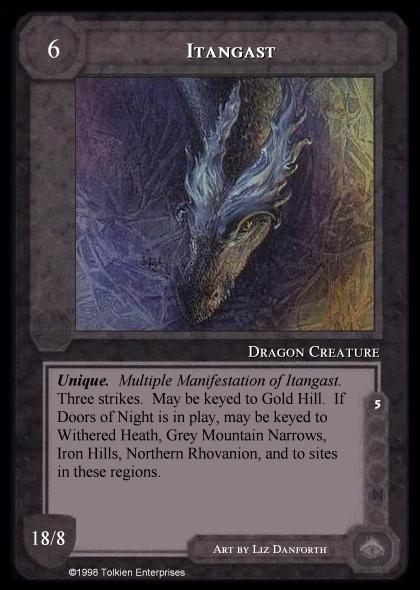 6
ITANGAST
DRAGON CREATURE
Unique. Multiple Manifestation of Itangast.
Three strikes. May be keyed to Gold Hill. If
Doors of Night is in play, may be keyed to
Withered Heath, Grey Mountain Narrows,
Iron Hills, Northern Rhovanion, and to sites
in these regions.
5
18/8
ART BY LIZ DANFORTH
©1998 Tolkien Enterprises